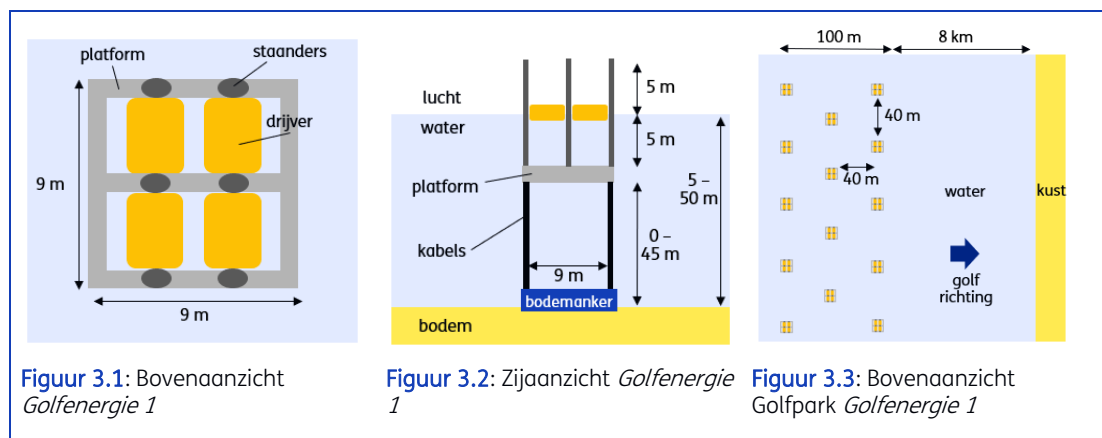 platform
staanders
drijver
9 m
9 m
Figuur 3.1: Bovenaanzicht
Golfenergie 1
lucht
water
5 m
5 m
platform
kabels
5 –
50 m
0 –
45 m
9 m
bodemanker
bodem
Figuur 3.2: Zijaanzicht Golfenergie
1
100 m
8 km
40 m
40 m
water
kust
golf
richting
Figuur 3.3: Bovenaanzicht
Golfpark Golfenergie 1